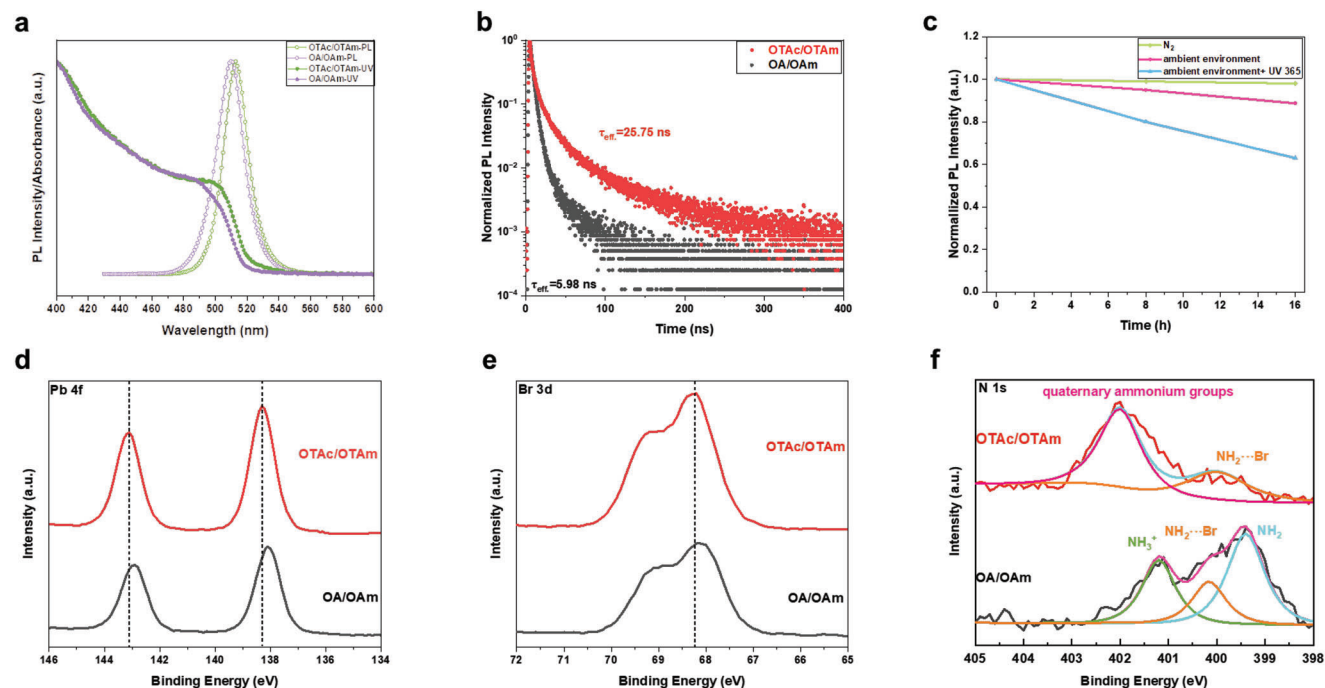 a
OTAc/OTAm-PL
OA/OAm-PL
OTAc/OTAm-UV
OA/OAm-UV
PL Intensity/Absorbance (a.u.)
400 420 440 460 480 500 520 540 560 580 600
Wavelength (nm)
b
OTAc/OTAm
OA/OAm
τeff.=25.75 ns
τeff.=5.98 ns
Normalized PL Intensity
10⁰
10⁻¹
10⁻²
10⁻³
10⁻⁴
0 100 200 300 400
Time (ns)
c
N₂
ambient environment
ambient environment+ UV 365
Normallized PL Intensity (a.u.)
1.2
1.0
0.8
0.6
0.4
0.2
0.0
0 2 4 6 8 10 12 14 16
Time (h)
d
Pb 4f
OTAc/OTAm
OA/OAm
Intensity (a.u.)
146 144 142 140 138 136 134
Binding Energy (eV)
e
Br 3d
OTAc/OTAm
OA/OAm
Intensity (a.u.)
72 71 70 69 68 67 66 65
Binding Energy (eV)
f
N 1s
quaternary ammonium groups
OTAc/OTAm
NH₂---Br
NH₃⁺
NH₂---Br
NH₂
OA/OAm
Intensity (a.u.)
405 404 403 402 401 400 399 398
Binding Energy (eV)